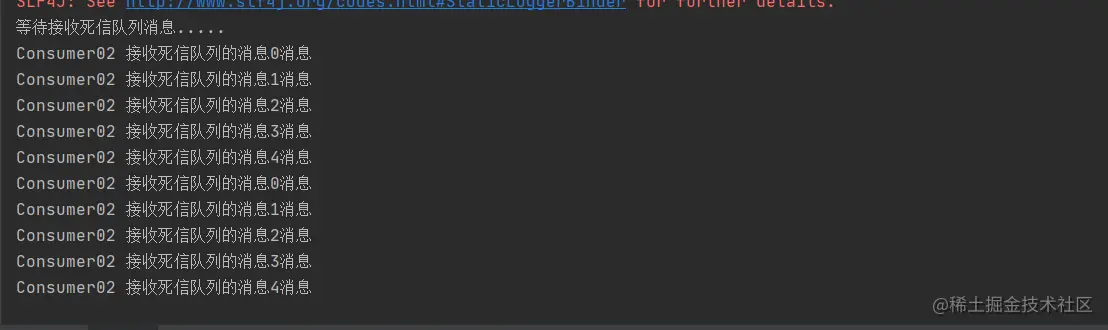 SLF4J: See http://www.slf4j.org/codes.html#StaticLoggerBinder for further details.
等待接收死信队列消息.....
Consumer02 接收死信队列的消息0消息
Consumer02 接收死信队列的消息1消息
Consumer02 接收死信队列的消息2消息
Consumer02 接收死信队列的消息3消息
Consumer02 接收死信队列的消息4消息
Consumer02 接收死信队列的消息0消息
Consumer02 接收死信队列的消息1消息
Consumer02 接收死信队列的消息2消息
Consumer02 接收死信队列的消息3消息
Consumer02 接收死信队列的消息4消息
@稀土掘金技术社区